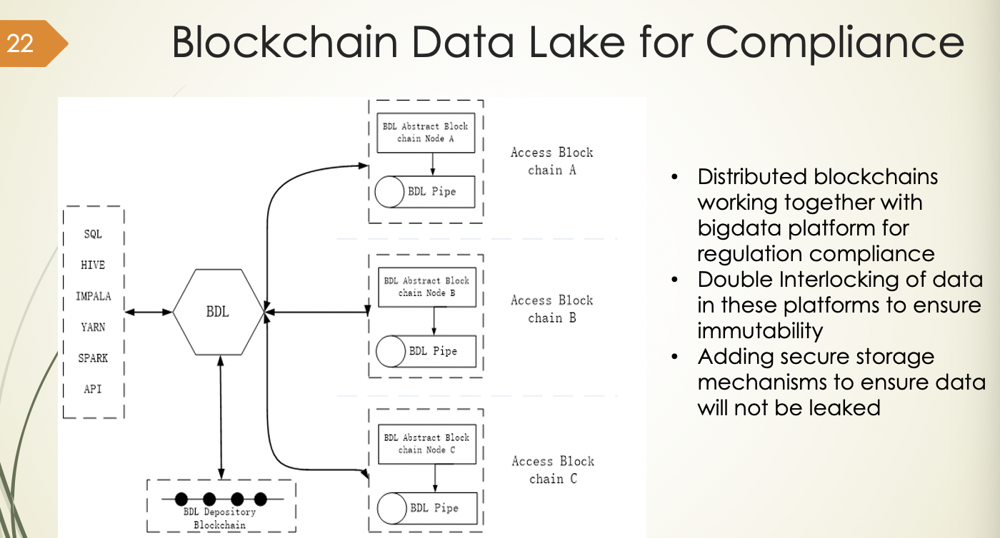 22
Blockchain Data Lake for Compliance
SQL
HIVE
IMPALA
YARN
SPARK
API
BDL
BDL Depository
Blockchain
BDL Abstract Block
chain Node A
BDL Pipe
Access Block
chain A
BDL Abstract Block
chain Node B
BDL Pipe
Access Block
chain B
BDL Abstract Block
chain Node C
BDL Pipe
Access Block
chain C
• Distributed blockchains
working together with
bigdata platform for
regulation compliance
• Double Interlocking of data
in these platforms to ensure
immutability
• Adding secure storage
mechanisms to ensure data
will not be leaked